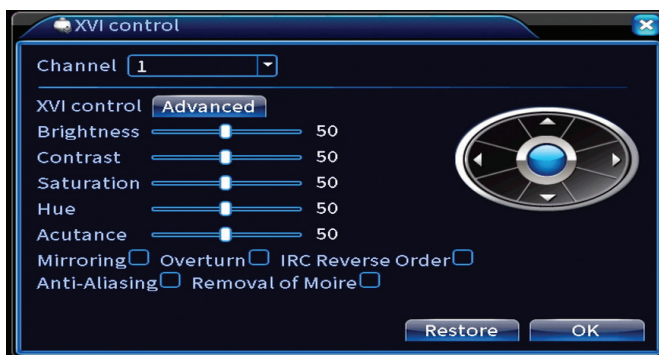 XVI control
Channel 1
XVI control Advanced
Brightness 50
Contrast 50
Saturation 50
Hue 50
Acutance 50
Mirroring Overturn IRC Reverse Order
Anti-Aliasing Removal of Moire
Restore OK